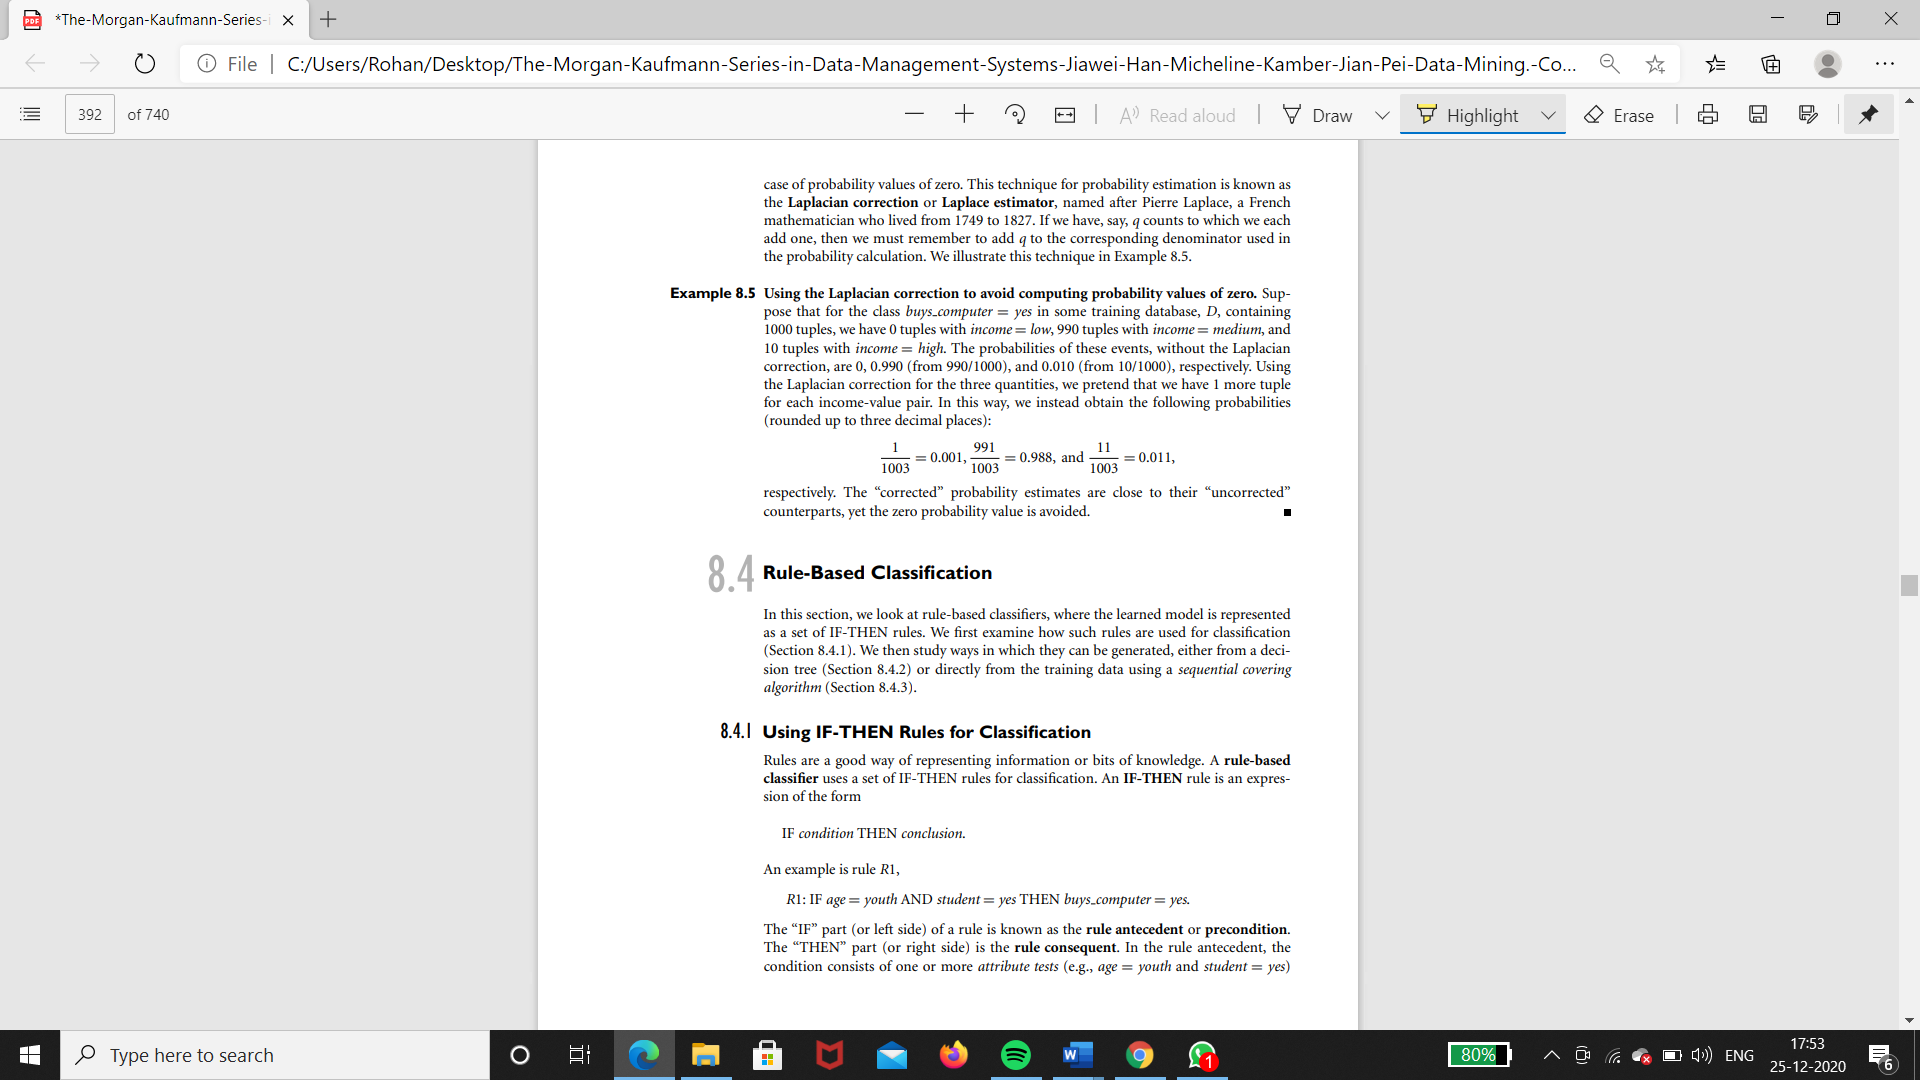 *The-Morgan-Kaufmann-Series-i
File
C:/Users/Rohan/Desktop/The-Morgan-Kaufmann-Series-in-Data-Management-Systems-Jiawei-Han-Micheline-Kamber-Jian-Pei-Data-Mining.-Co...
392 of 740
Read aloud
Draw
Highlight
Erase
case of probability values of zero. This technique for probability estimation is known as
the Laplacian correction or Laplace estimator, named after Pierre Laplace, a French
mathematician who lived from 1749 to 1827. If we have, say, q counts to which we each
add one, then we must remember to add q to the corresponding denominator used in
the probability calculation. We illustrate this technique in Example 8.5.
Example 8.5 Using the Laplacian correction to avoid computing probability values of zero. Sup-
pose that for the class buys_computer = yes in some training database, D, containing
1000 tuples, we have 0 tuples with income = low, 990 tuples with income = medium, and
10 tuples with income = high. The probabilities of these events, without the Laplacian
correction, are 0, 0.990 (from 990/1000), and 0.010 (from 10/1000), respectively. Using
the Laplacian correction for the three quantities, we pretend that we have 1 more tuple
for each income-value pair. In this way, we instead obtain the following probabilities
(rounded up to three decimal places):
1/1003 = 0.001, 991/1003 = 0.988, and 11/1003 = 0.011,
respectively. The “corrected” probability estimates are close to their “uncorrected”
counterparts, yet the zero probability value is avoided.
8.4 Rule-Based Classification
In this section, we look at rule-based classifiers, where the learned model is represented
as a set of IF-THEN rules. We first examine how such rules are used for classification
(Section 8.4.1). We then study ways in which they can be generated, either from a deci-
sion tree (Section 8.4.2) or directly from the training data using a sequential covering
algorithm (Section 8.4.3).
8.4.1 Using IF-THEN Rules for Classification
Rules are a good way of representing information or bits of knowledge. A rule-based
classifier uses a set of IF-THEN rules for classification. An IF-THEN rule is an expres-
sion of the form
IF condition THEN conclusion.
An example is rule R1,
R1: IF age = youth AND student = yes THEN buys_computer = yes.
The “IF” part (or left side) of a rule is known as the rule antecedent or precondition.
The “THEN” part (or right side) is the rule consequent. In the rule antecedent, the
condition consists of one or more attribute tests (e.g., age = youth and student = yes)
Type here to search
80%
ENG
17:53
25-12-2020
1
6